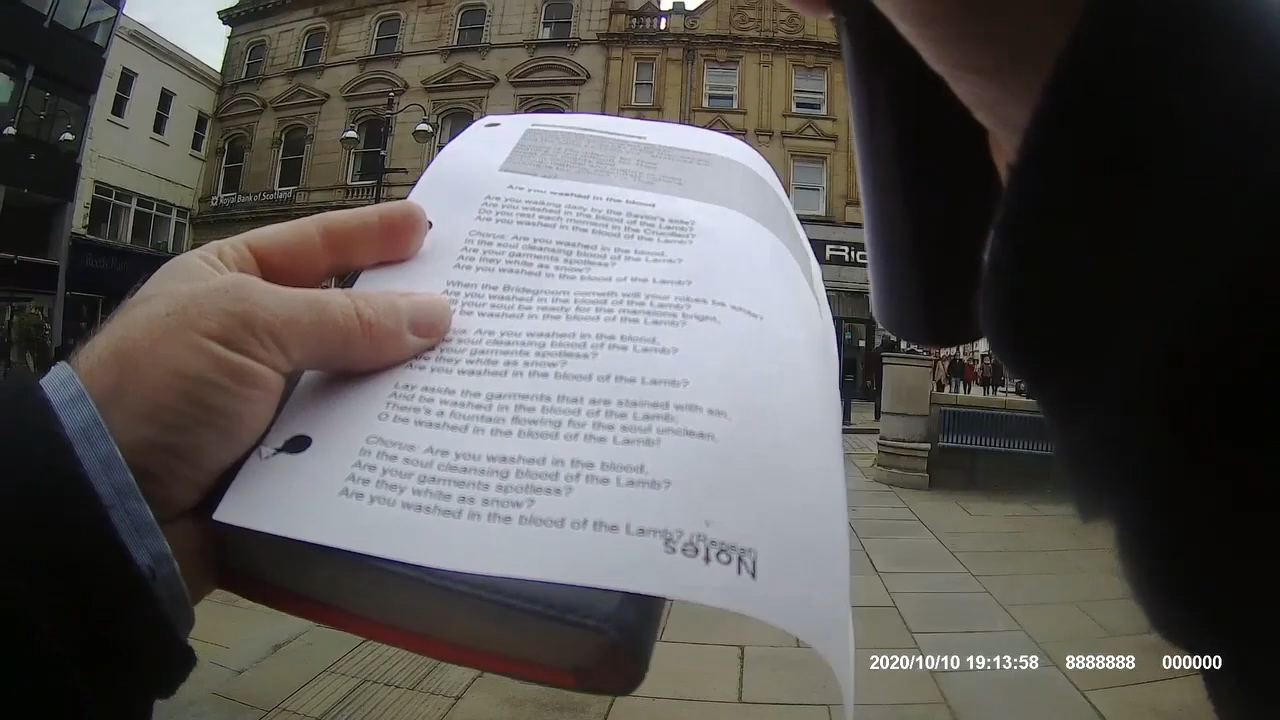 Royal Bank of Scotland
Ric
Are you washed in the blood
Are you walking daily by the Savior's side?
Are you washed in the blood of the Lamb?
Do you rest each moment in the Crucified?
Are you washed in the blood of the Lamb?
Chorus: Are you washed in the blood,
In the soul cleansing blood of the Lamb?
Are your garments spotless?
Are they white as snow?
Are you washed in the blood of the Lamb?
When the Bridegroom cometh will your robes be white?
Are you washed in the blood of the Lamb?
your soul be ready for the mansions bright,
be washed in the blood of the Lamb?
Are you washed in the blood,
soul cleansing blood of the Lamb?
your garments spotless?
they white as snow?
Are you washed in the blood of the Lamb?
Lay aside the garments that are stained with sin,
And be washed in the blood of the Lamb;
There's a fountain flowing for the soul unclean,
O be washed in the blood of the Lamb!
Chorus: Are you washed in the blood,
In the soul cleansing blood of the Lamb?
Are your garments spotless?
Are they white as snow?
Are you washed in the blood of the Lamb? (Repeat)
Notes
2020/10/10 19:13:58 8888888 000000